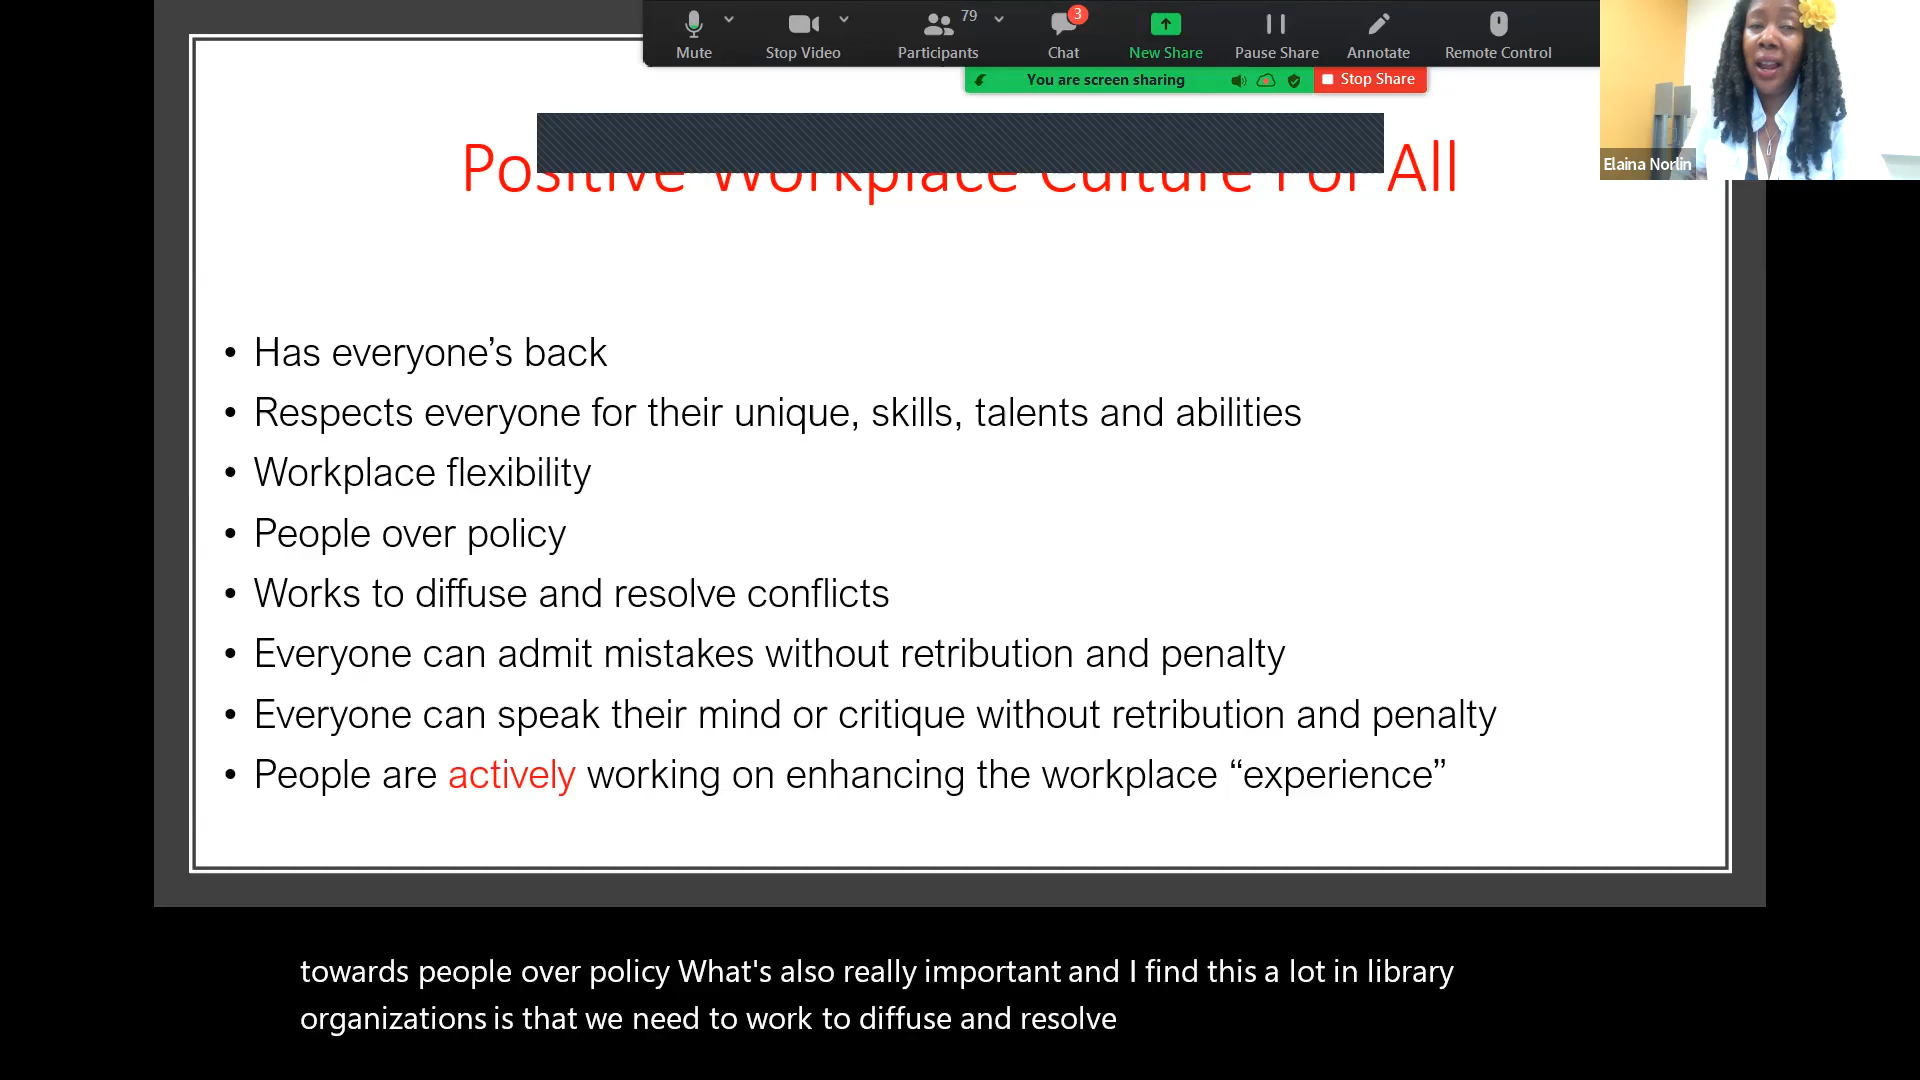 Mute
Stop Video
79
Participants
3
Chat
New Share
Pause Share
Annotate
Remote Control
You are screen sharing
Stop Share
Elaina Norlin
Positive Workplace Culture For All
• Has everyone’s back
• Respects everyone for their unique, skills, talents and abilities
• Workplace flexibility
• People over policy
• Works to diffuse and resolve conflicts
• Everyone can admit mistakes without retribution and penalty
• Everyone can speak their mind or critique without retribution and penalty
• People are actively working on enhancing the workplace “experience”
towards people over policy What's also really important and I find this a lot in library
organizations is that we need to work to diffuse and resolve